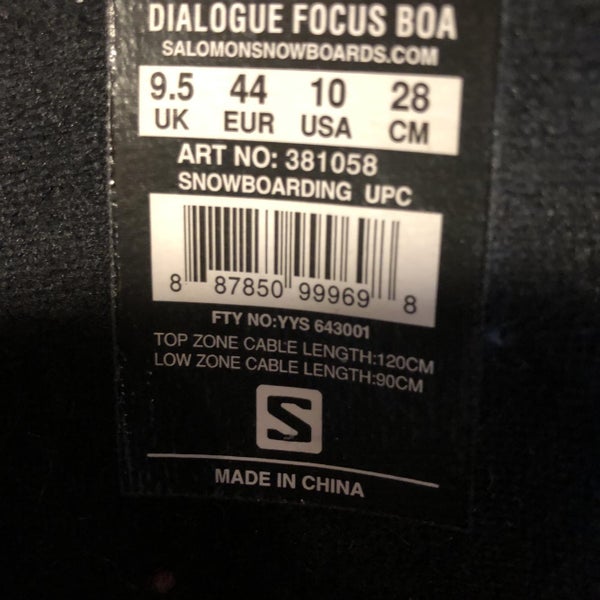 DIALOGUE FOCUS BOA
SALOMONSNOWBOARDS.COM
9.5 44 10 28
UK EUR USA CM
ART NO: 381058
SNOWBOARDING UPC
8 87850 99969 8
FTY NO:YYS 643001
TOP ZONE CABLE LENGTH:120CM
LOW ZONE CABLE LENGTH:90CM
S
MADE IN CHINA